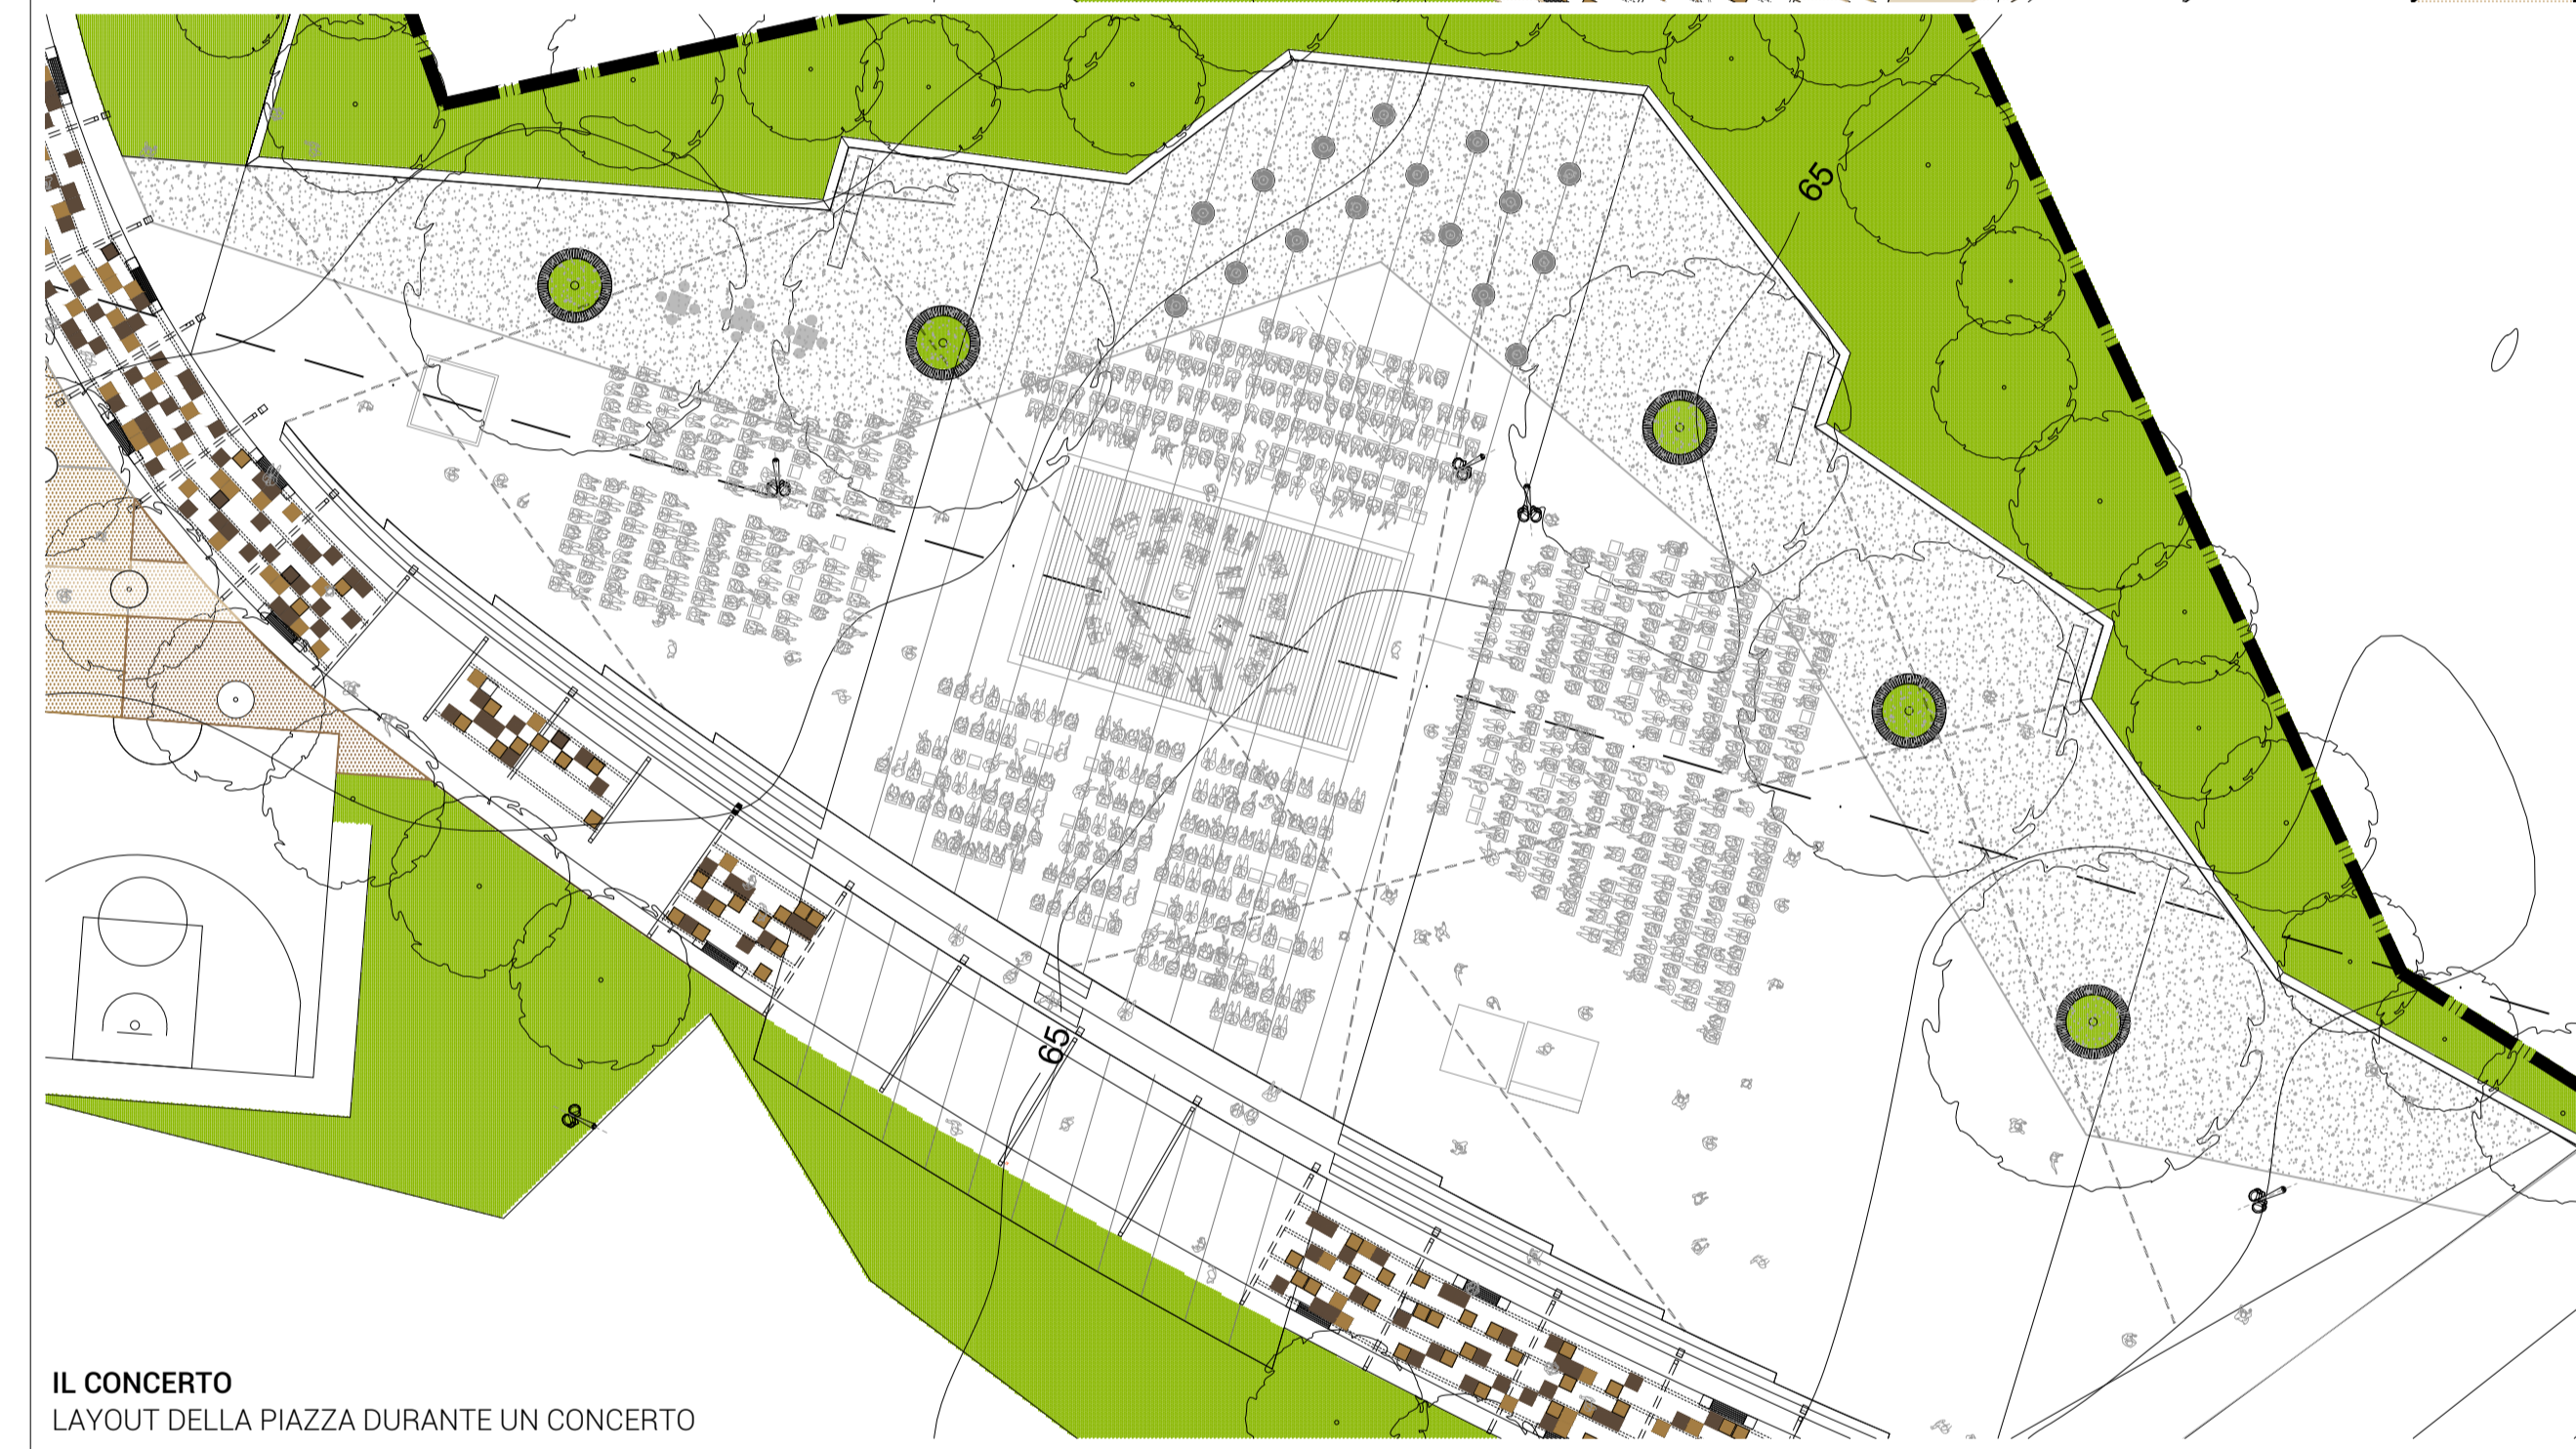 65
65
IL CONCERTO
LAYOUT DELLA PIAZZA DURANTE UN CONCERTO